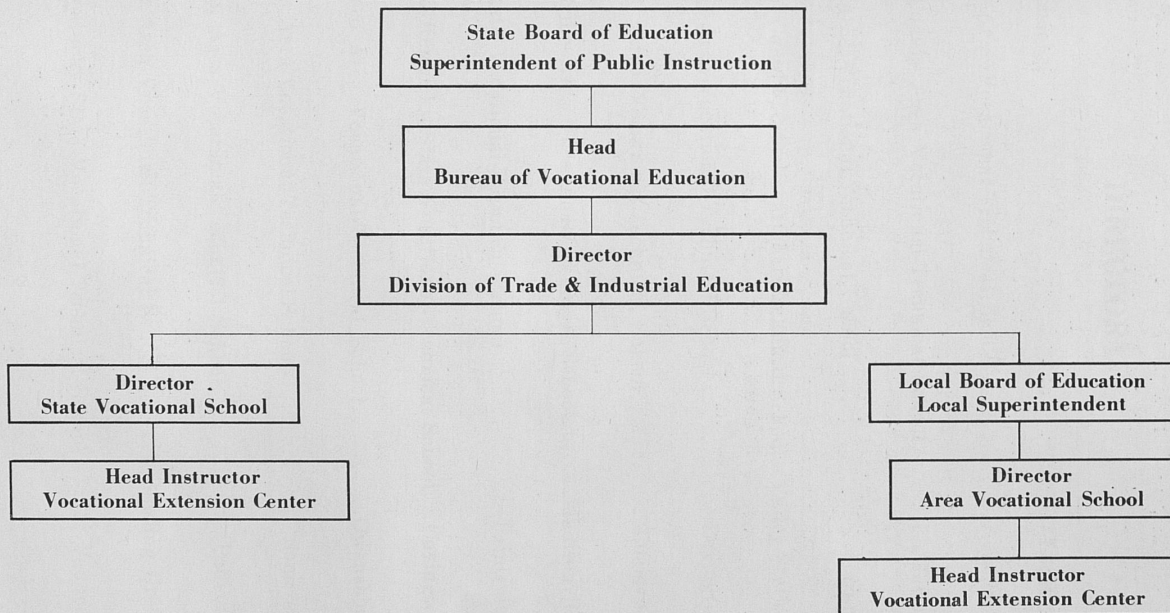 State Board of Education
Superintendent of Public Instruction
Head
Bureau of Vocational Education
Director
Division of Trade & Industrial Education
Director
State Vocational School
Head Instructor
Vocational Extension Center
Local Board of Education
Local Superintendent
Director
Area Vocational School
Head Instructor
Vocational Extension Center